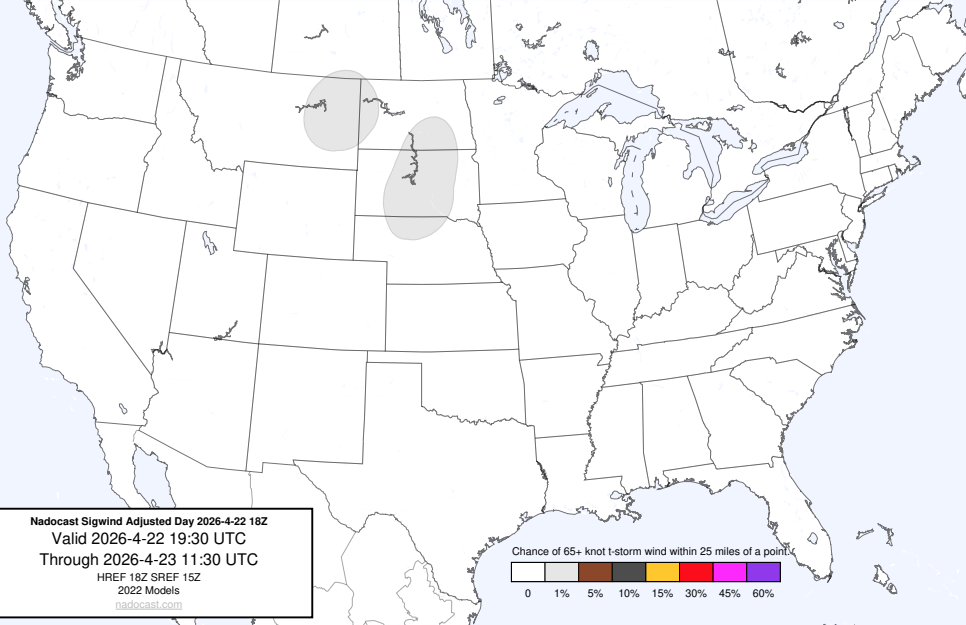 Nadocast Sigwind Adjusted Day 2026-4-22 18Z
Valid 2026-4-22 19:30 UTC
Through 2026-4-23 11:30 UTC
HREF 18Z SREF 15Z
2022 Models
nadocast.com
Chance of 65+ knot t-storm wind within 25 miles of a point.
0 1% 5% 10% 15% 30% 45% 60%